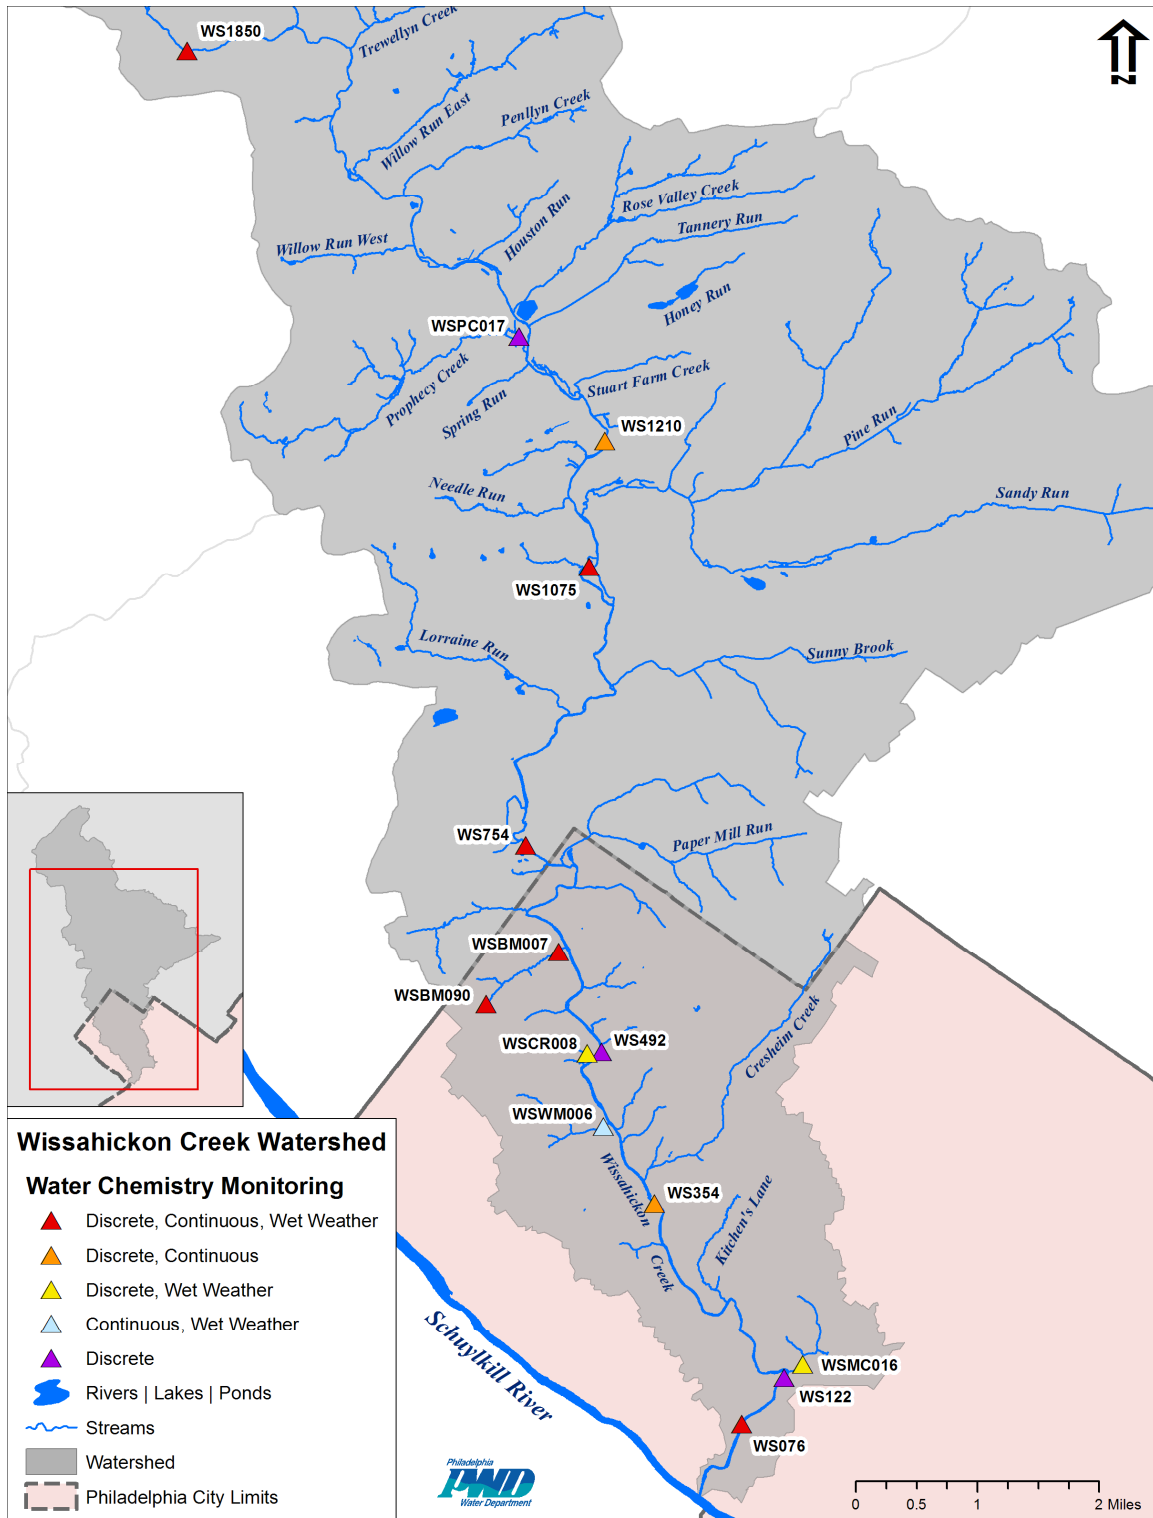 WS1850
Trewellyn Creek
N
Willow Run East
Penllyn Creek
Rose Valley Creek
Houston Run
Tannery Run
Willow Run West
Honey Run
WSPC017
Prophecy Creek
Spring Run
Stuart Farm Creek
WS1210
Pine Run
Needle Run
Sandy Run
WS1075
Lorraine Run
Sunny Brook
WS754
Paper Mill Run
WSBM007
WSBM090
WSCR008
WS492
Cresheim Creek
WSWM006
Wissahickon
Creek
WS354
Kitchen's Lane
WSMC016
WS122
WS076
Schuylkill River
Wissahickon Creek Watershed
Water Chemistry Monitoring
Discrete, Continuous, Wet Weather
Discrete, Continuous
Discrete, Wet Weather
Continuous, Wet Weather
Discrete
Rivers | Lakes | Ponds
Streams
Watershed
Philadelphia City Limits
Philadelphia
PWD
Water Department
0 0.5 1 2 Miles